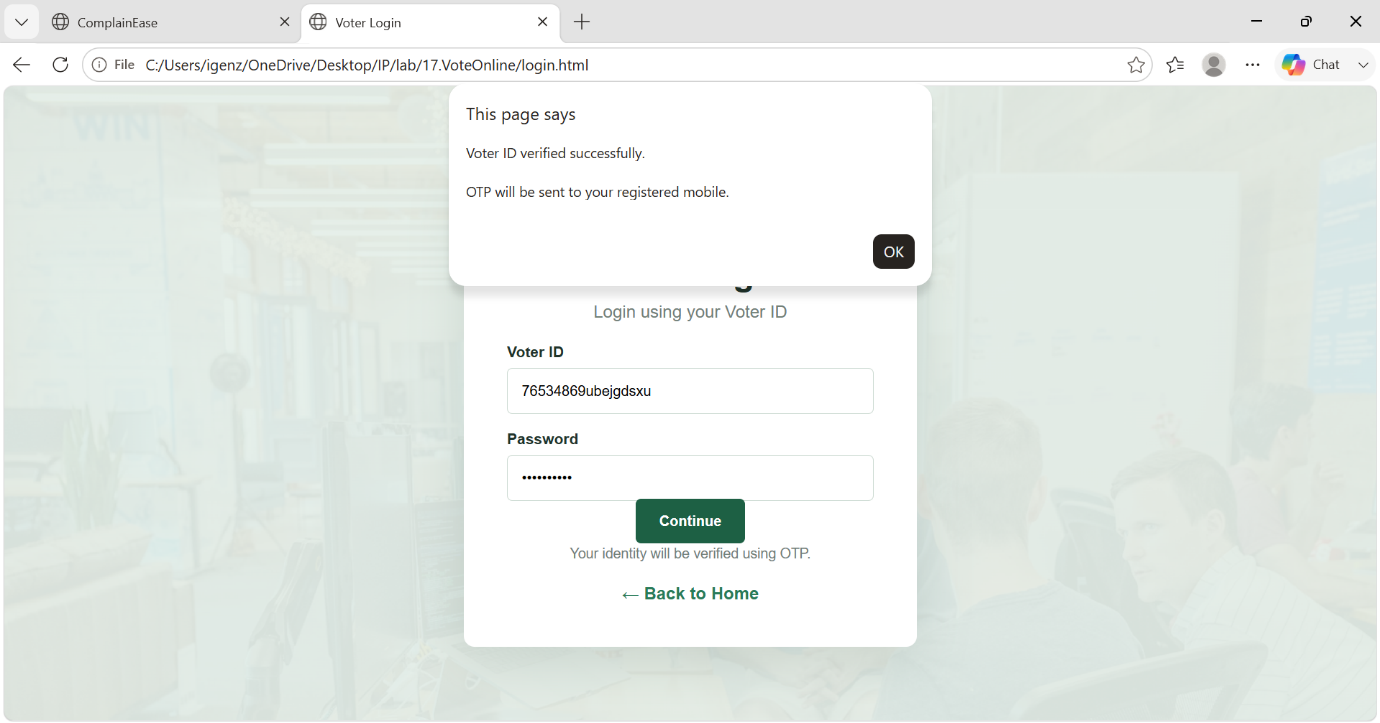 ComplainEase
Voter Login
File C:/Users/igenz/OneDrive/Desktop/IP/lab/17.VoteOnline/login.html
Chat
WIN
This page says
Voter ID verified successfully.
OTP will be sent to your registered mobile.
OK
Login using your Voter ID
Voter ID
76534869ubejgdsxu
Password
••••••••••
Continue
Your identity will be verified using OTP.
← Back to Home